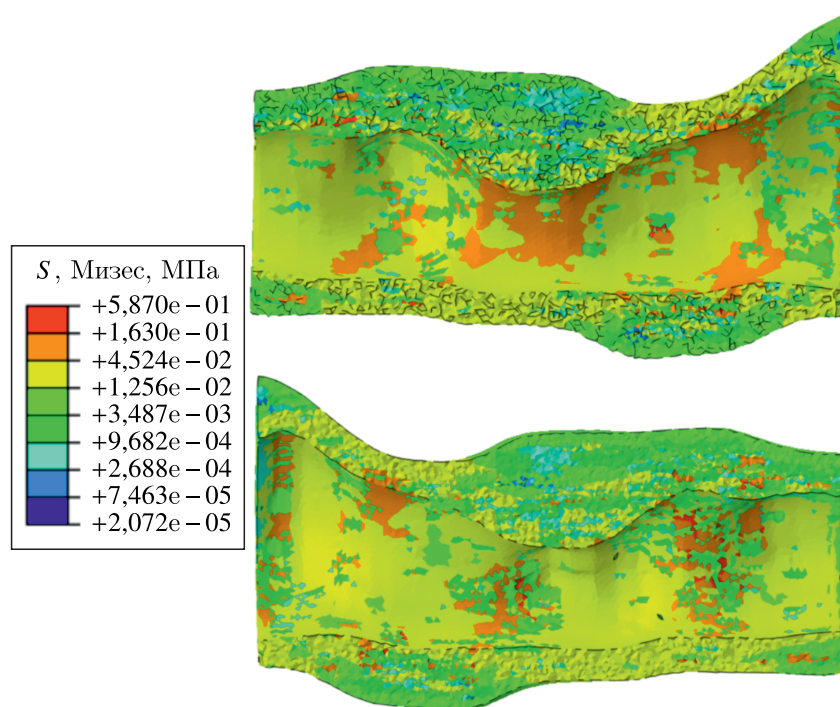 S, Мизес, МПа
+5,870e−01
+1,630e−01
+4,524e−02
+1,256e−02
+3,487e−03
+9,682e−04
+2,688e−04
+7,463e−05
+2,072e−05